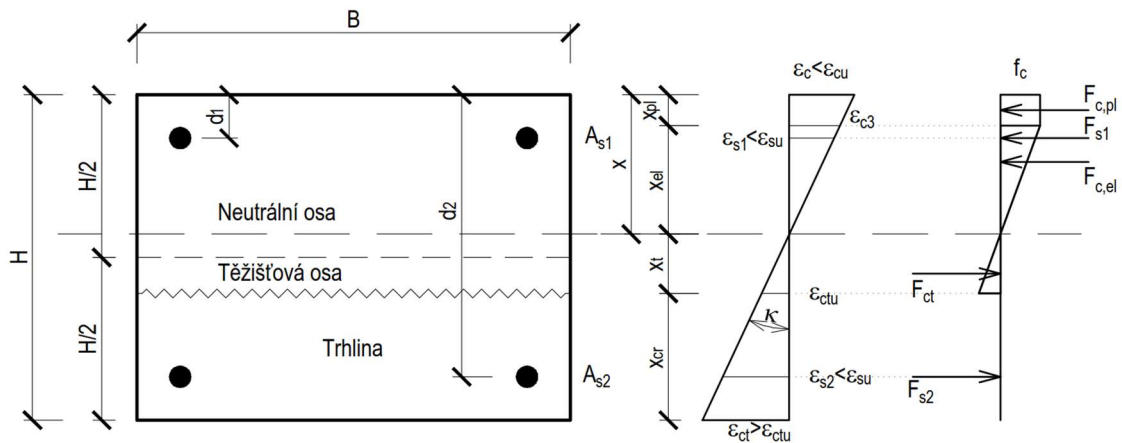 B
H
H/2
H/2
d1
d2
As1
As2
Neutrální osa
Těžišťová osa
Trhlina
x
xpl
xel
xt
xcr
εc<εcu
εc3
εs1<εsu
εctu
κ
εs2<εsu
εct>εctu
fc
Fc,pl
Fs1
Fc,el
Fct
Fs2